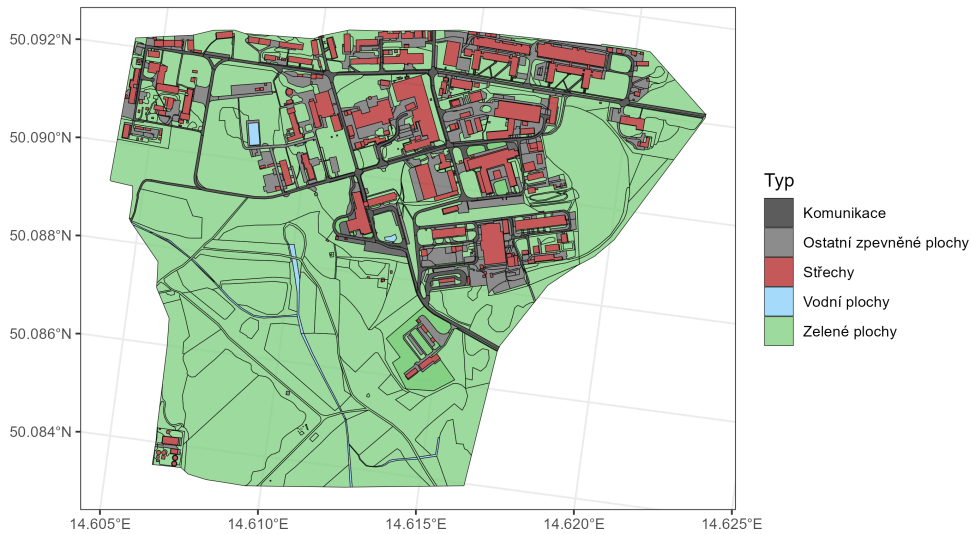 50.092°N
50.090°N
50.088°N
50.086°N
50.084°N
14.605°E
14.610°E
14.615°E
14.620°E
14.625°E
Typ
Komunikace
Ostatní zpevněné plochy
Střechy
Vodní plochy
Zelené plochy